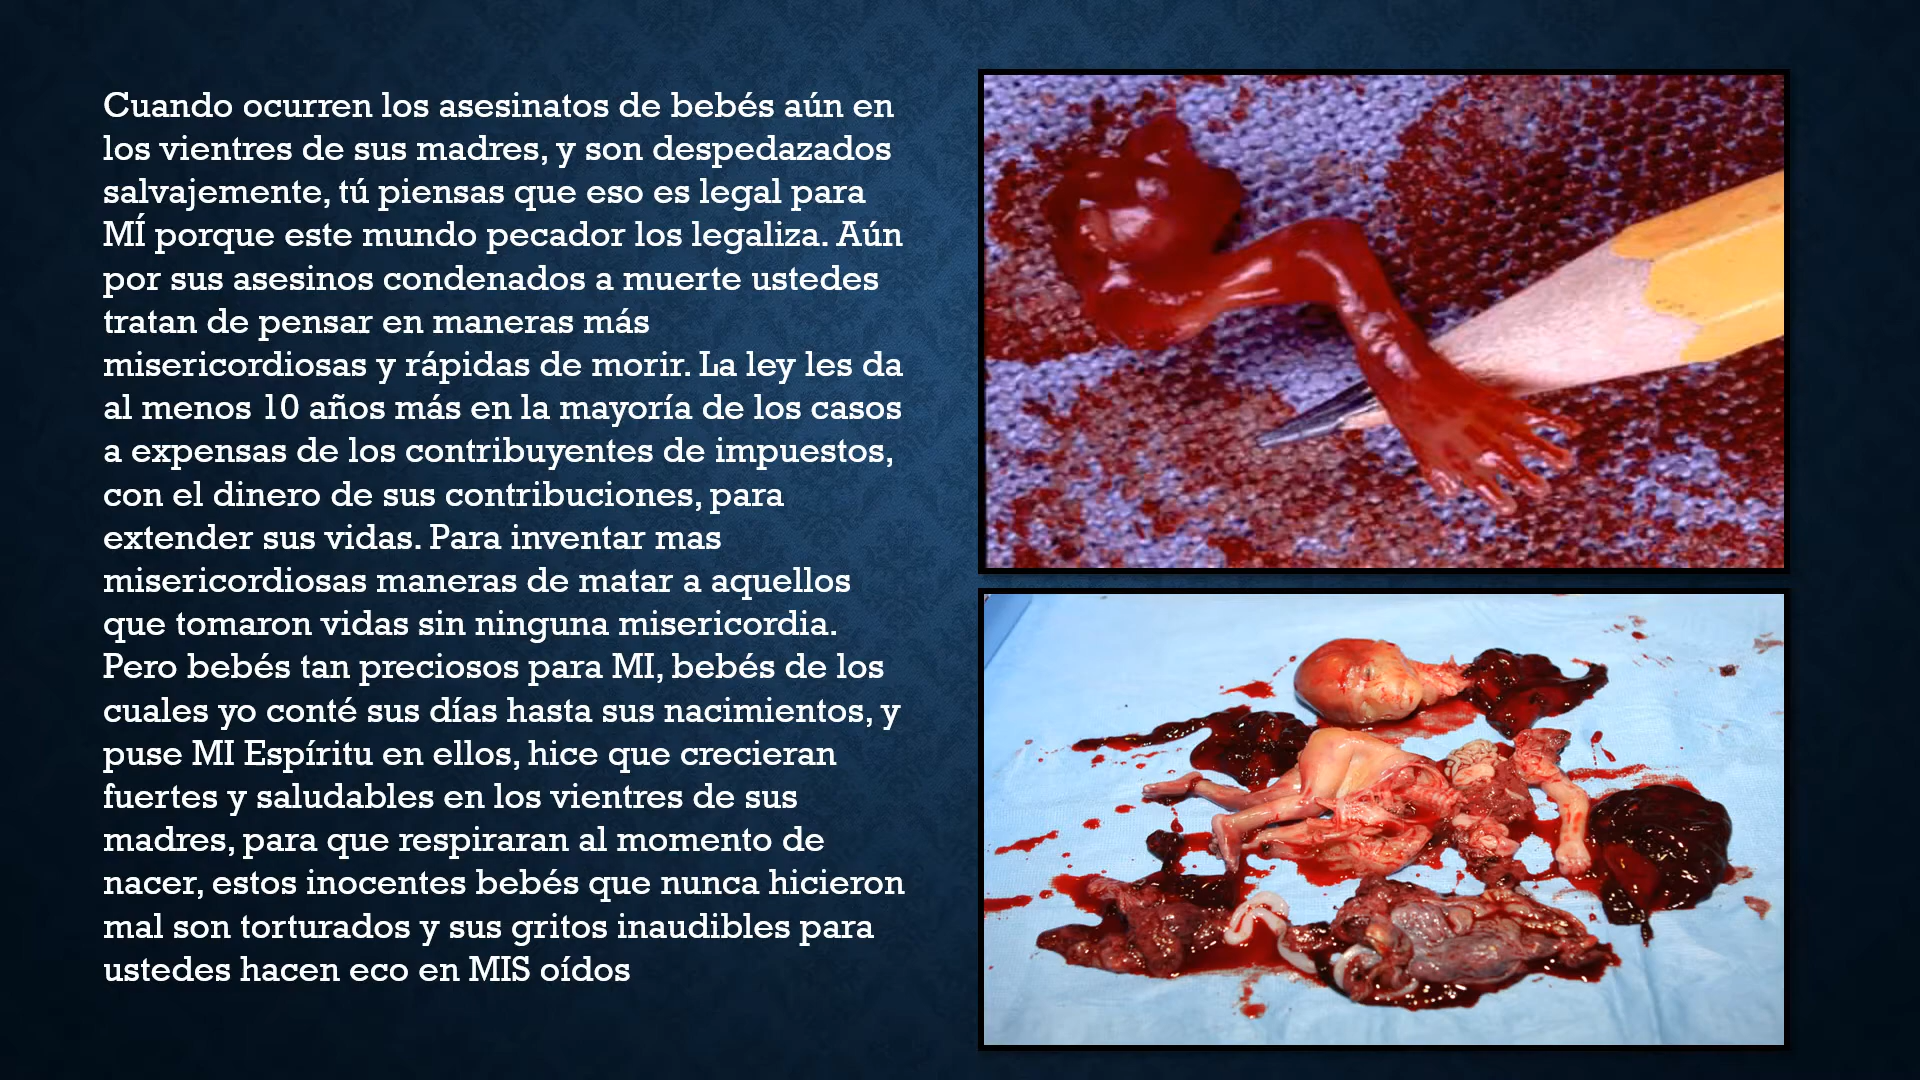 Cuando ocurren los asesinatos de bebés aún en
los vientres de sus madres, y son despedazados
salvajemente, tú piensas que eso es legal para
MÍ porque este mundo pecador los legaliza. Aún
por sus asesinos condenados a muerte ustedes
tratan de pensar en maneras más
misericordiosas y rápidas de morir. La ley les da
al menos 10 años más en la mayoría de los casos
a expensas de los contribuyentes de impuestos,
con el dinero de sus contribuciones, para
extender sus vidas. Para inventar mas
misericordiosas maneras de matar a aquellos
que tomaron vidas sin ninguna misericordia.
Pero bebés tan preciosos para MI, bebés de los
cuales yo conté sus días hasta sus nacimientos, y
puse MI Espíritu en ellos, hice que crecieran
fuertes y saludables en los vientres de sus
madres, para que respiraran al momento de
nacer, estos inocentes bebés que nunca hicieron
mal son torturados y sus gritos inaudibles para
ustedes hacen eco en MIS oídos